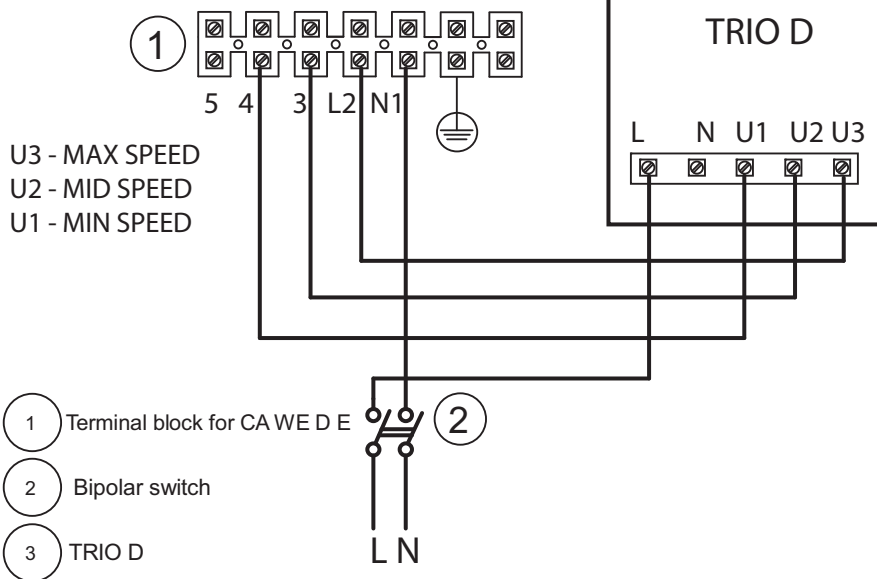 1
TRIO D
5 4 3 L2 N1
L N U1 U2 U3
U3 - MAX SPEED
U2 - MID SPEED
U1 - MIN SPEED
2
1 Terminal block for CA WE D E
2 Bipolar switch
3 TRIO D
L N